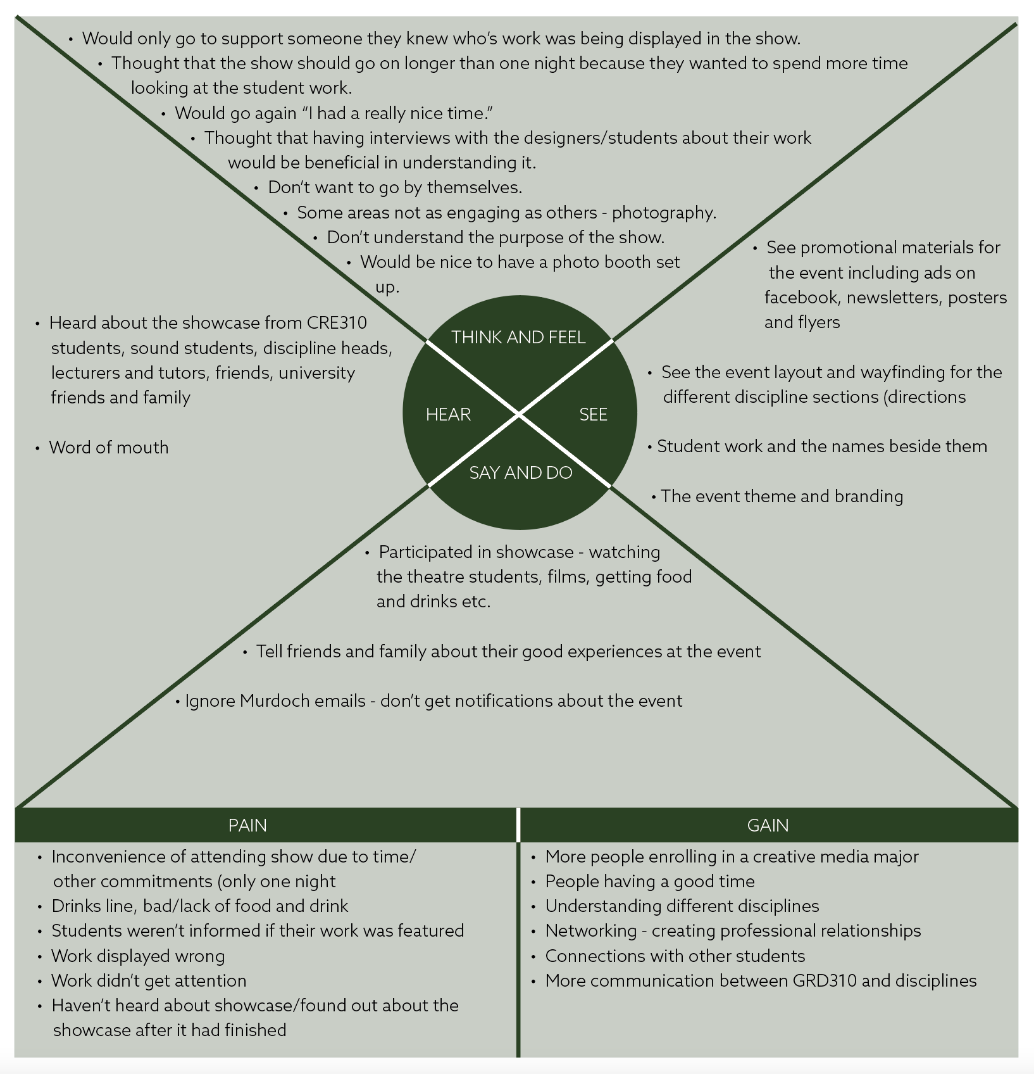 • Would only go to support someone they knew who's work was being displayed in the show.
• Thought that the show should go on longer than one night because they wanted to spend more time
looking at the student work.
• Would go again “I had a really nice time.”
• Thought that having interviews with the designers/students about their work
would be beneficial in understanding it.
• Don't want to go by themselves.
• Some areas not as engaging as others - photography.
• Don't understand the purpose of the show.
• Would be nice to have a photo booth set
up.
THINK AND FEEL
• Heard about the showcase from CRE310
students, sound students, discipline heads,
lecturers and tutors, friends, university
friends and family
• Word of mouth
HEAR
SEE
• See promotional materials for
the event including ads on
facebook, newsletters, posters
and flyers
• See the event layout and wayfinding for the
different discipline sections (directions
• Student work and the names beside them
• The event theme and branding
SAY AND DO
• Participated in showcase - watching
the theatre students, films, getting food
and drinks etc.
• Tell friends and family about their good experiences at the event
• Ignore Murdoch emails - don't get notifications about the event
PAIN
• Inconvenience of attending show due to time/
other commitments (only one night
• Drinks line, bad/lack of food and drink
• Students weren't informed if their work was featured
• Work displayed wrong
• Work didn't get attention
• Haven't heard about showcase/found out about the
showcase after it had finished
GAIN
• More people enrolling in a creative media major
• People having a good time
• Understanding different disciplines
• Networking - creating professional relationships
• Connections with other students
• More communication between GRD310 and disciplines